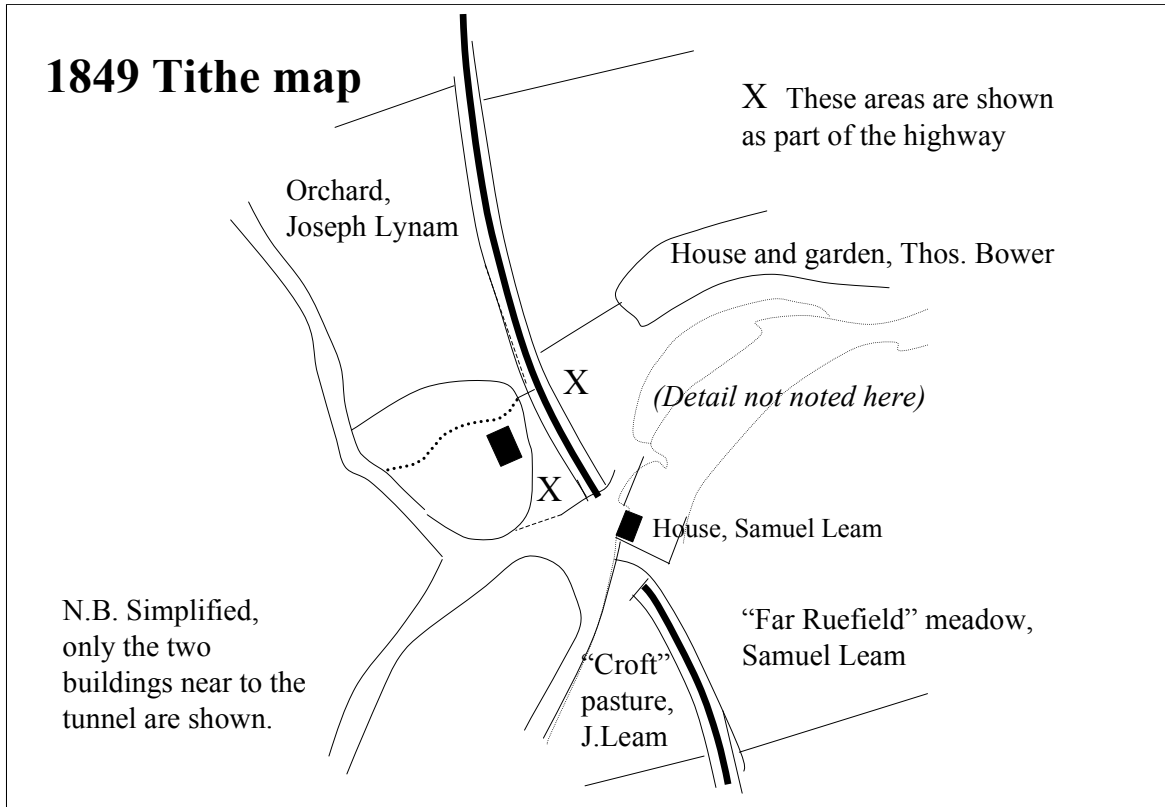 1849 Tithe map
X These areas are shown
as part of the highway
Orchard,
Joseph Lynam
House and garden, Thos. Bower
X
(Detail not noted here)
X
House, Samuel Leam
N.B. Simplified,
only the two
buildings near to the
tunnel are shown.
“Croft”
pasture,
J.Leam
“Far Ruefield” meadow,
Samuel Leam